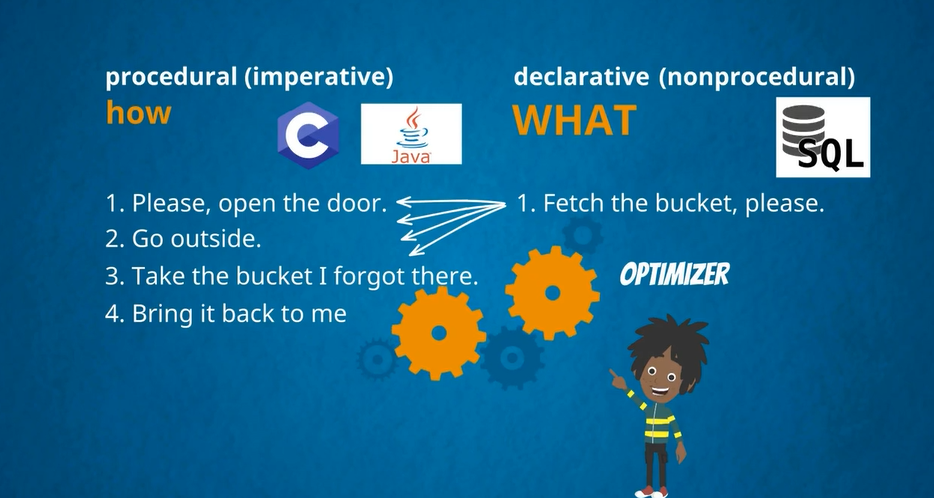 procedural (imperative)
how
C
Java
1. Please, open the door.
2. Go outside.
3. Take the bucket I forgot there.
4. Bring it back to me
declarative (nonprocedural)
WHAT
SQL
1. Fetch the bucket, please.
OPTIMIZER